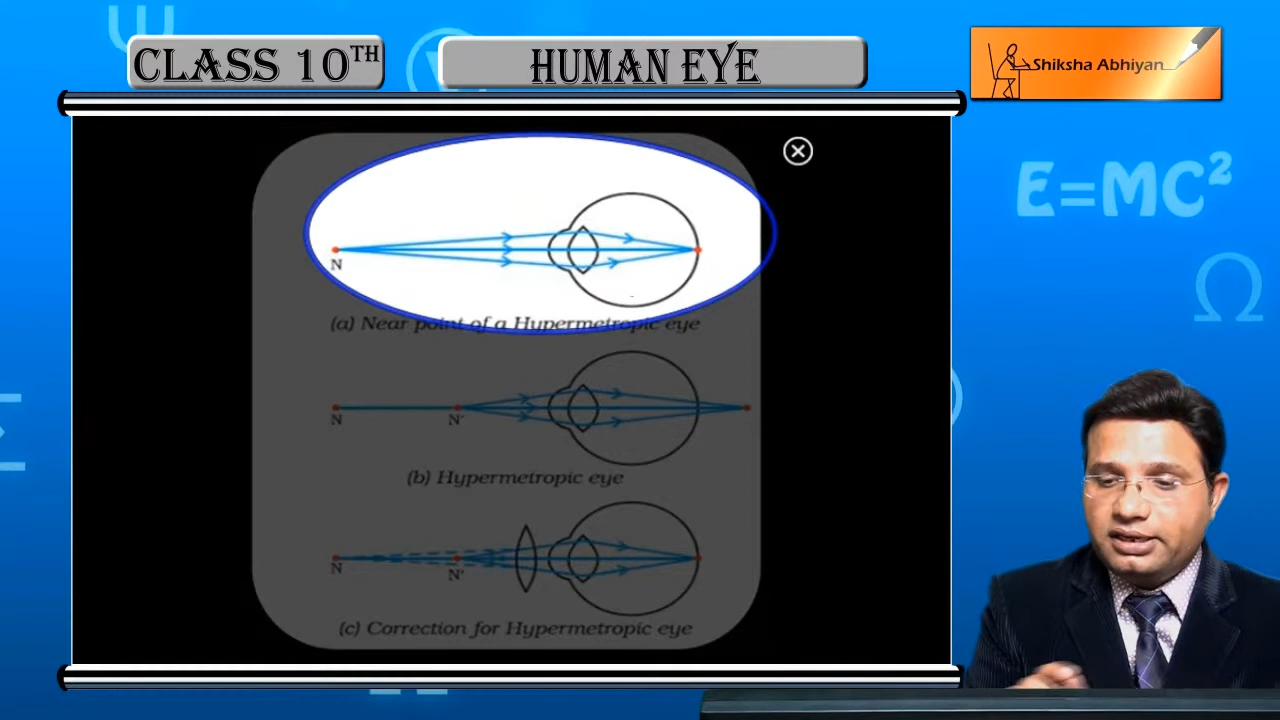 CLASS 10TH
HUMAN EYE
Shiksha Abhiyan
E=MC2
Ω
N
(a) Near point of a Hypermetropic eye
N
N′
(b) Hypermetropic eye
N
N′
(c) Correction for Hypermetropic eye